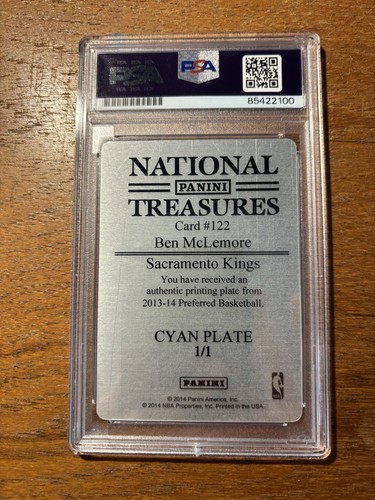 PSA
PSA
85422100
NATIONAL
PANINI
TREASURES
Card #122
Ben McLemore
Sacramento Kings
You have received an
authentic printing plate from
2013-14 Preferred Basketball.
CYAN PLATE
1/1
PANINI
© 2014 Panini America, Inc.
© 2014 NBA Properties, Inc. Printed in the USA.